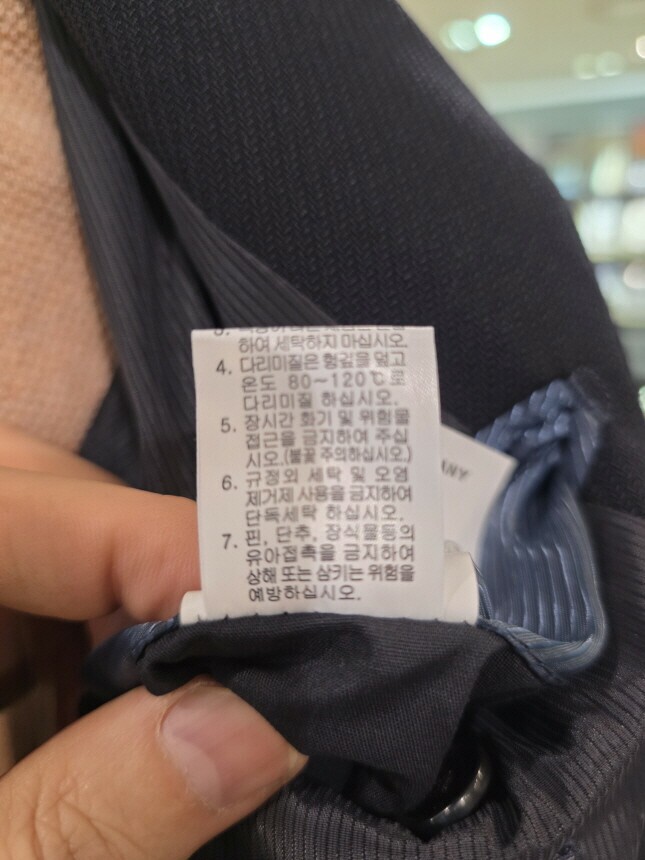 3.
하여 세탁하지 마십시오.
4. 다리미질은 헝깊을 덮고
온도 80~120℃로
다리미질 하십시오.
5. 장시간 화기 및 위험물
접근을 금지하여 주십
시오.(불꽃 주의하십시오.)
6. 규정외 세탁 및 오염
제거제 사용을 금지하여
단독세탁 하십시오.
7. 핀, 단추, 장식물등의
유아접촉을 금지하여
상해 또는 삼키는 위험을
예방하십시오.